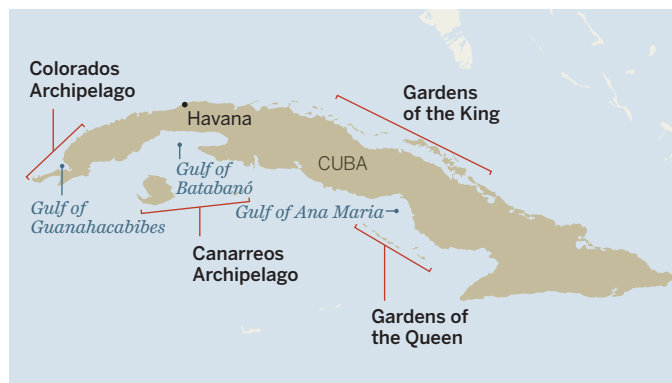 Colorados
Archipelago
Gardens
of the King
Havana
CUBA
Gulf of
Batabanó
Gulf of
Guanahacabibes
Gulf of Ana Maria
Canarreos
Archipelago
Gardens of
the Queen